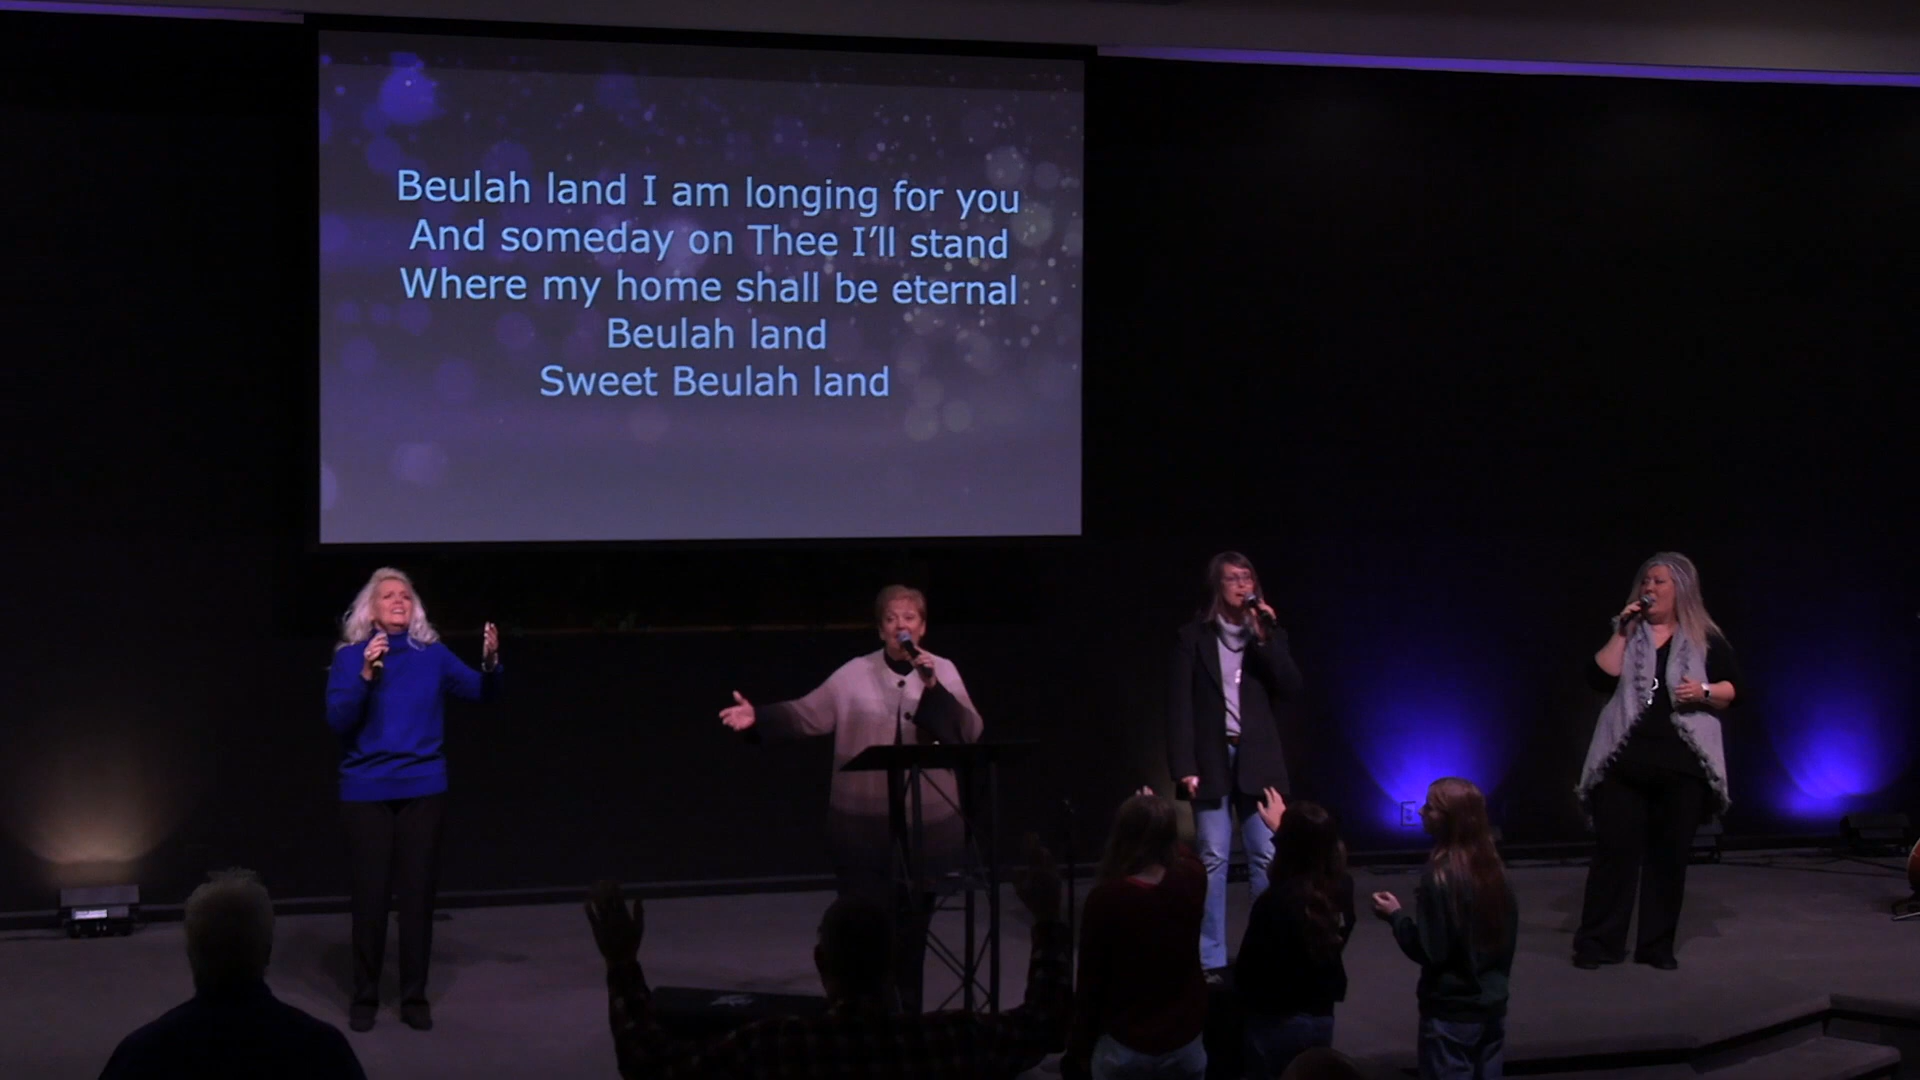 Beulah land I am longing for you
And someday on Thee I’ll stand
Where my home shall be eternal
Beulah land
Sweet Beulah land